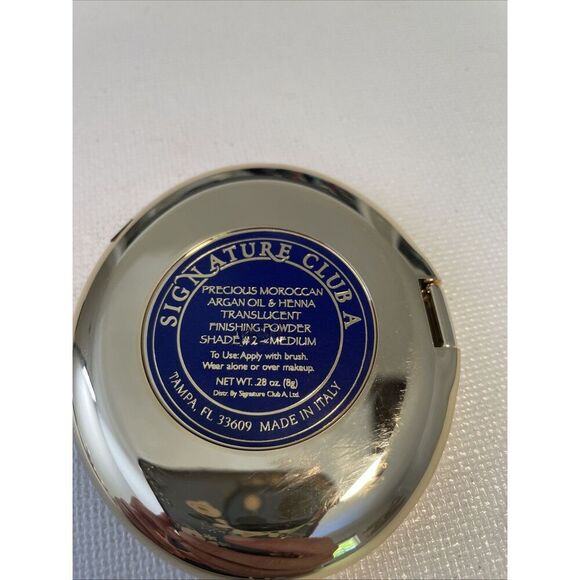 SIGNATURE CLUB A
PRECIOUS MOROCCAN
ARGAN OIL & HENNA
TRANSLUCENT
FINISHING POWDER
SHADE #2 - MEDIUM
To Use: Apply with brush.
Wear alone or over makeup.
NET WT. .28 oz. (8g)
Distr. By Signature Club A, Ltd.
TAMPA, FL 33609 MADE IN ITALY